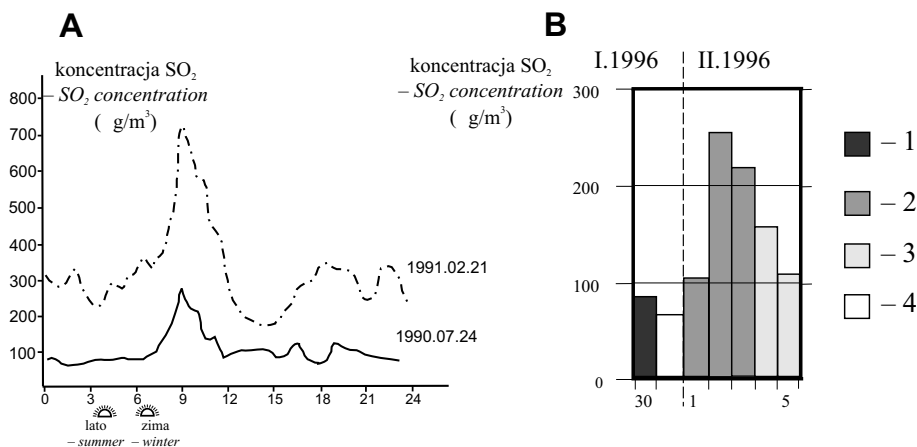 A
koncentracja SO₂
– SO₂ concentration
( g/m³)
800
700
600
500
400
300
200
100
1991.02.21
1990.07.24
0 3 6 9 12 15 18 21 24
lato
– summer
zima
– winter
B
koncentracja SO₂
– SO₂ concentration
( g/m³)
I.1996 II.1996
300
200
100
0
30 1 5
– 1
– 2
– 3
– 4